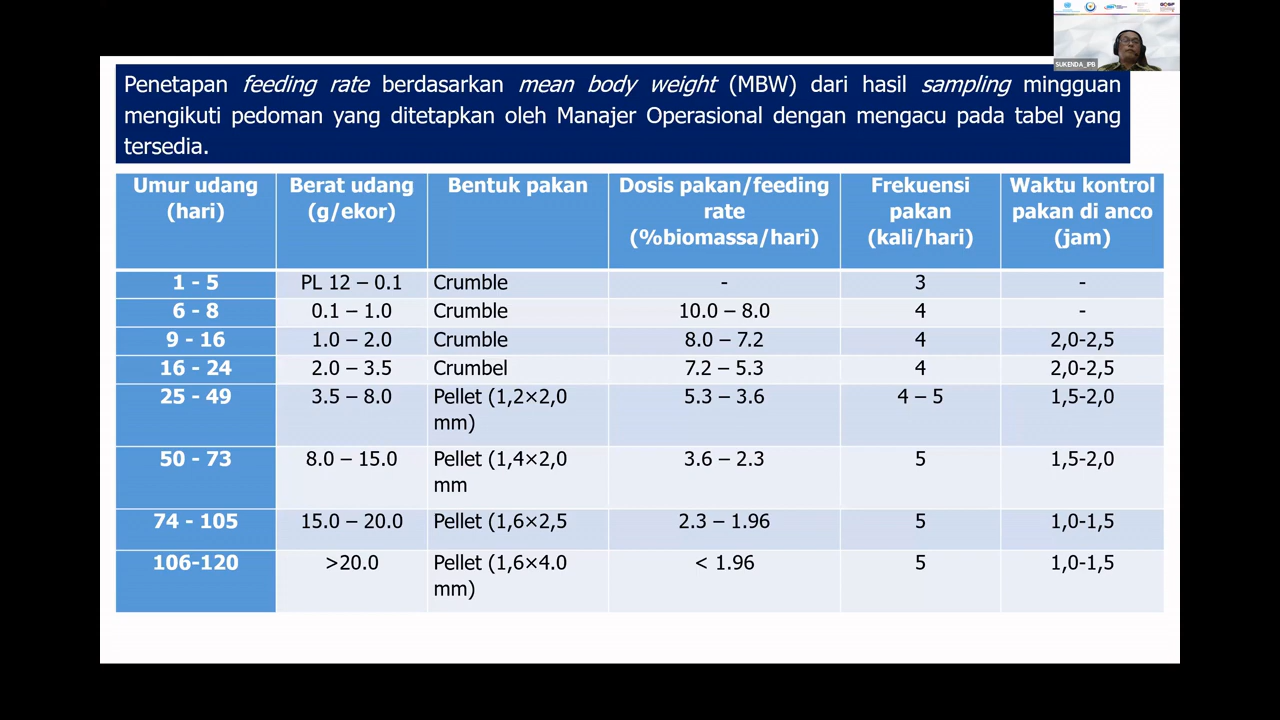 SUKENDA_IPB
Penetapan feeding rate berdasarkan mean body weight (MBW) dari hasil sampling mingguan
mengikuti pedoman yang ditetapkan oleh Manajer Operasional dengan mengacu pada tabel yang
tersedia.
Umur udang (hari) Berat udang (g/ekor) Bentuk pakan Dosis pakan/feeding rate (%biomassa/hari) Frekuensi pakan (kali/hari) Waktu kontrol pakan di anco (jam)
1 - 5 PL 12 – 0.1 Crumble - 3 -
6 - 8 0.1 – 1.0 Crumble 10.0 – 8.0 4 -
9 - 16 1.0 – 2.0 Crumble 8.0 – 7.2 4 2,0-2,5
16 - 24 2.0 – 3.5 Crumbel 7.2 – 5.3 4 2,0-2,5
25 - 49 3.5 – 8.0 Pellet (1,2×2,0 mm) 5.3 – 3.6 4 – 5 1,5-2,0
50 - 73 8.0 – 15.0 Pellet (1,4×2,0 mm 3.6 – 2.3 5 1,5-2,0
74 - 105 15.0 – 20.0 Pellet (1,6×2,5 2.3 – 1.96 5 1,0-1,5
106-120 >20.0 Pellet (1,6×4.0 mm) < 1.96 5 1,0-1,5